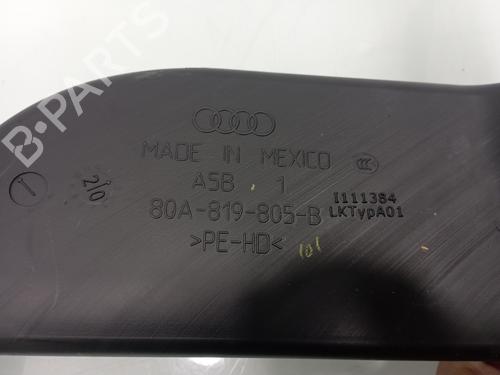 MADE IN MEXICO
ASB 1
80A-819-805-B
I111384
LKTypA01
>PE-HD<
B-PARTS